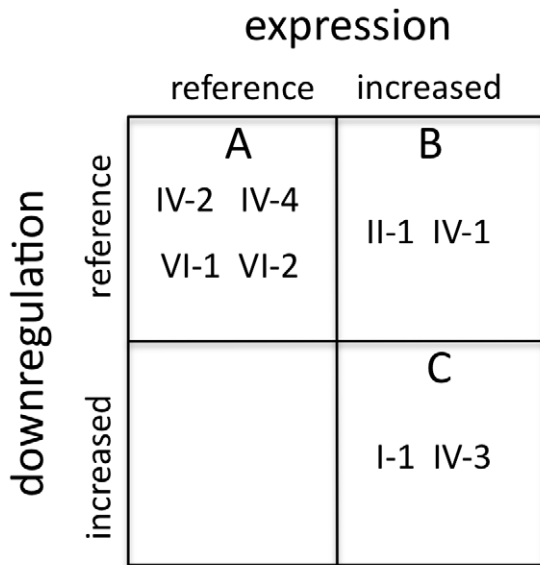 expression
reference increased
downregulation
reference
A
IV-2 IV-4
VI-1 VI-2
B
II-1 IV-1
increased
C
I-1 IV-3